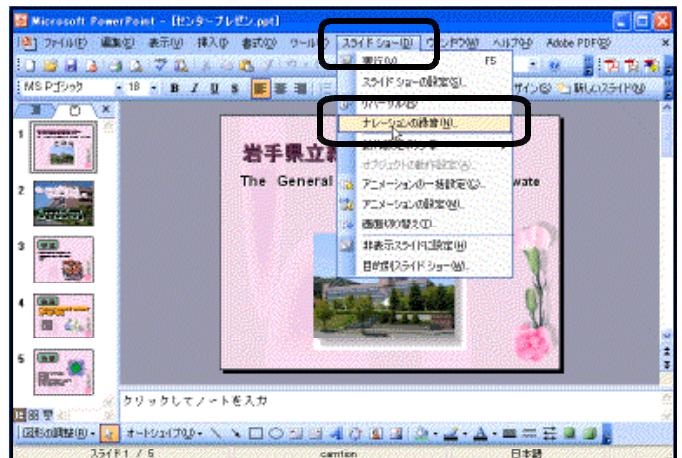 Microsoft PowerPoint - [センタープレゼン.ppt]
ファイル(F) 編集(E) 表示(V) 挿入(I) 書式(O) ツール(T) スライド ショー(D) ウィンドウ(W) ヘルプ(H) Adobe PDF(B)
MS Pゴシック 18 B I U S
新しいスライド(N)
実行(V) F5
スライド ショーの設定(S)...
リハーサル(R)
ナレーションの録音(N)...
オブジェクトの動作設定(A)...
アニメーションの一括設定(C)...
アニメーションの設定(M)...
画面切り替え(T)...
非表示スライドに設定(H)
目的別スライド ショー(W)...
岩手県立
The General
wate
1
2
3
4
5
クリックしてノートを入力
図形の調整(R) オートシェイプ(U)
スライド 1 / 5
日本語